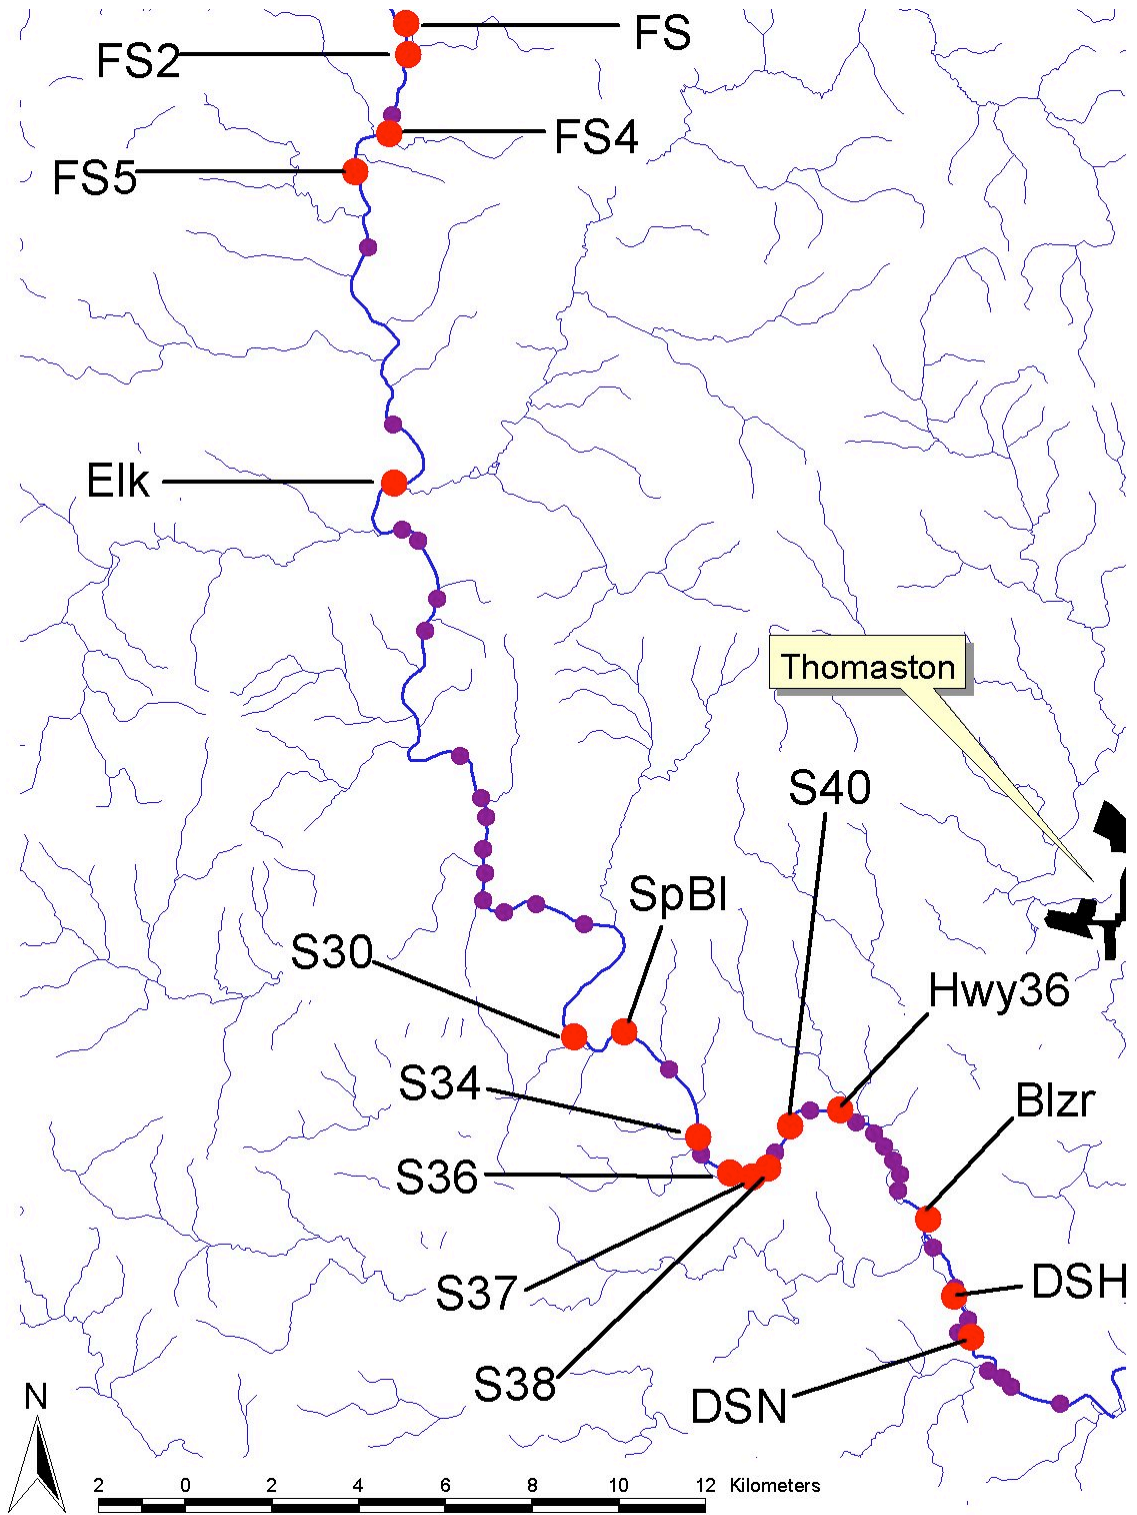 FS
FS2
FS4
FS5
Elk
Thomaston
S40
SpBl
S30
Hwy36
S34
Blzr
S36
S37
DSH
S38
DSN
N
2 0 2 4 6 8 10 12 Kilometers